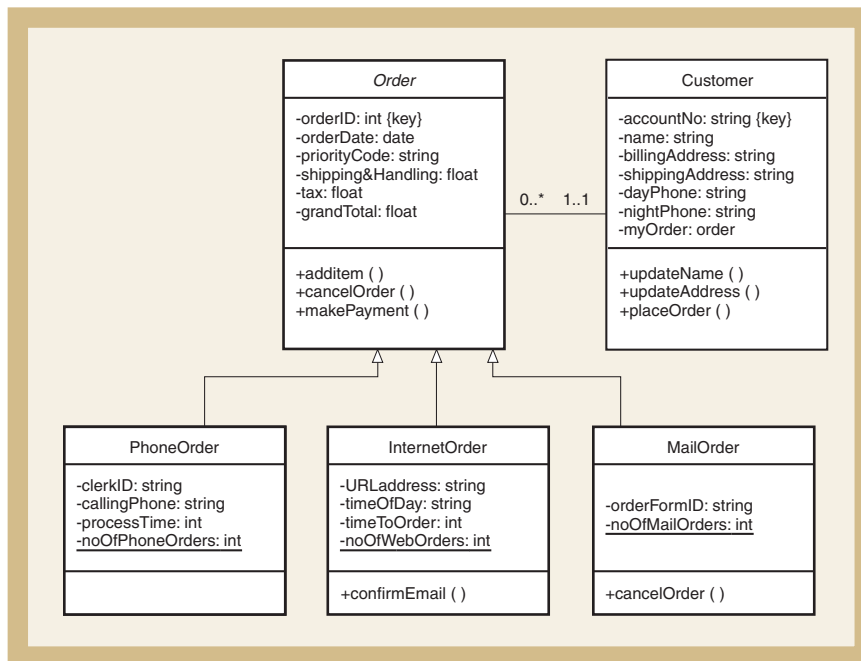 Order
-orderID: int {key}
-orderDate: date
-priorityCode: string
-shipping&Handling: float
-tax: float
-grandTotal: float
+additem ( )
+cancelOrder ( )
+makePayment ( )
0..* 1..1
Customer
-accountNo: string {key}
-name: string
-billingAddress: string
-shippingAddress: string
-dayPhone: string
-nightPhone: string
-myOrder: order
+updateName ( )
+updateAddress ( )
+placeOrder ( )
PhoneOrder
-clerkID: string
-callingPhone: string
-processTime: int
-noOfPhoneOrders: int
InternetOrder
-URLaddress: string
-timeOfDay: string
-timeToOrder: int
-noOfWebOrders: int
+confirmEmail ( )
MailOrder
-orderFormID: string
-noOfMailOrders: int
+cancelOrder ( )